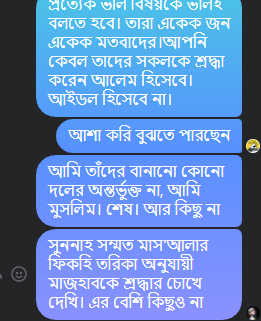 প্রত্যেক ভাল বিষয়কে ভালই
বলতে হবে। তারা একেক জন
একেক মতবাদের।আপনি
কেবল তাদের সকলকে শ্রদ্ধা
করেন আলেম হিসেবে।
আইডল হিসেবে না।
আশা করি বুঝতে পারছেন
আমি তাঁদের বানানো কোনো
দলের অন্তর্ভুক্ত না, আমি
মুসলিম। শেষ। আর কিছু না
সুন্নাহ সম্মত মাস'আলার
ফিকহি তরিকা অনুযায়ী
মাজহাবকে শ্রদ্ধার চোখে
দেখি। এর বেশি কিছুও না